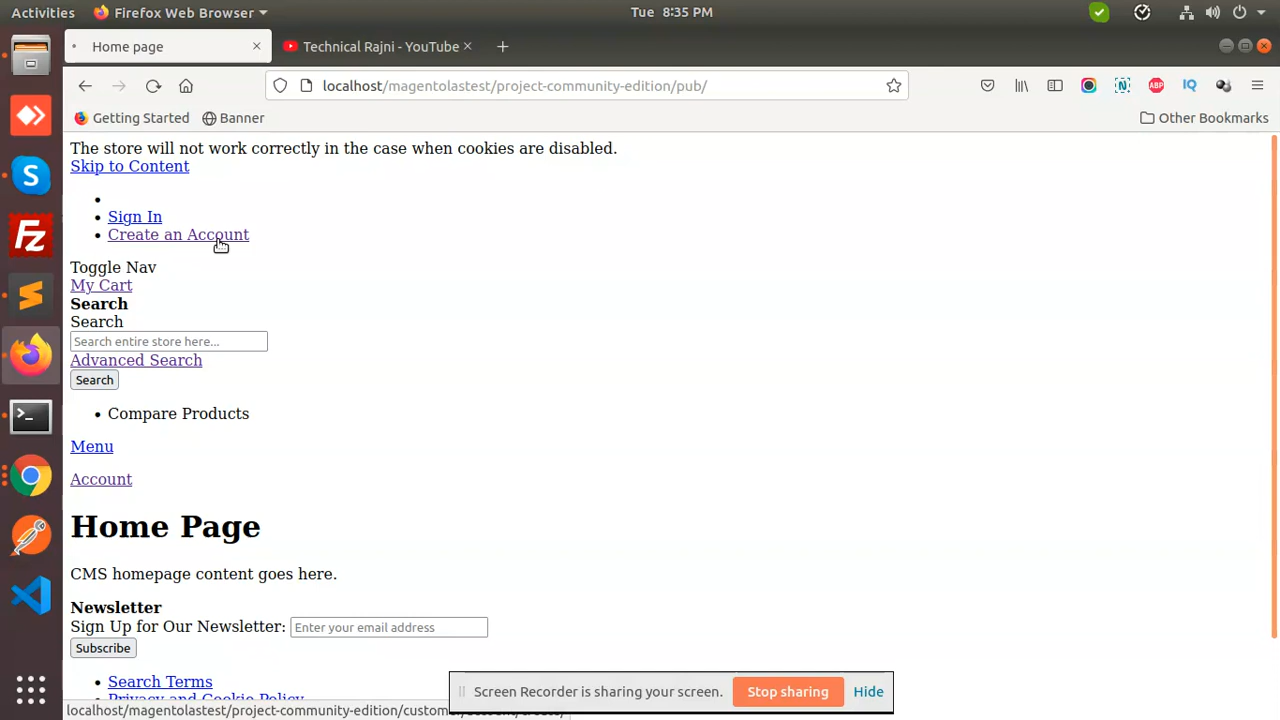 Activities Firefox Web Browser Tue 8:35 PM
Home page Technical Rajni - YouTube
localhost/magentolastest/project-community-edition/pub/
Getting Started Banner Other Bookmarks
The store will not work correctly in the case when cookies are disabled.
Skip to Content
Sign In
Create an Account
Toggle Nav
My Cart
Search
Search
Search entire store here...
Advanced Search
Search
Compare Products
Menu
Account
Home Page
CMS homepage content goes here.
Newsletter
Sign Up for Our Newsletter: Enter your email address
Subscribe
Search Terms
Privacy and Cookie Policy
Screen Recorder is sharing your screen. Stop sharing Hide
localhost/magentolastest/project-community-edition/